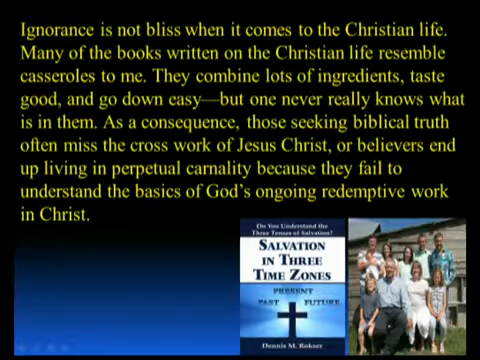 Ignorance is not bliss when it comes to the Christian life.
Many of the books written on the Christian life resemble
casseroles to me. They combine lots of ingredients, taste
good, and go down easy—but one never really knows what
is in them. As a consequence, those seeking biblical truth
often miss the cross work of Jesus Christ, or believers end
up living in perpetual carnality because they fail to
understand the basics of God's ongoing redemptive work
in Christ.
Do You Understand the
Three Tenses of Salvation?
SALVATION
IN THREE
TIME ZONES
PRESENT
PAST FUTURE
Dennis M. Rokser